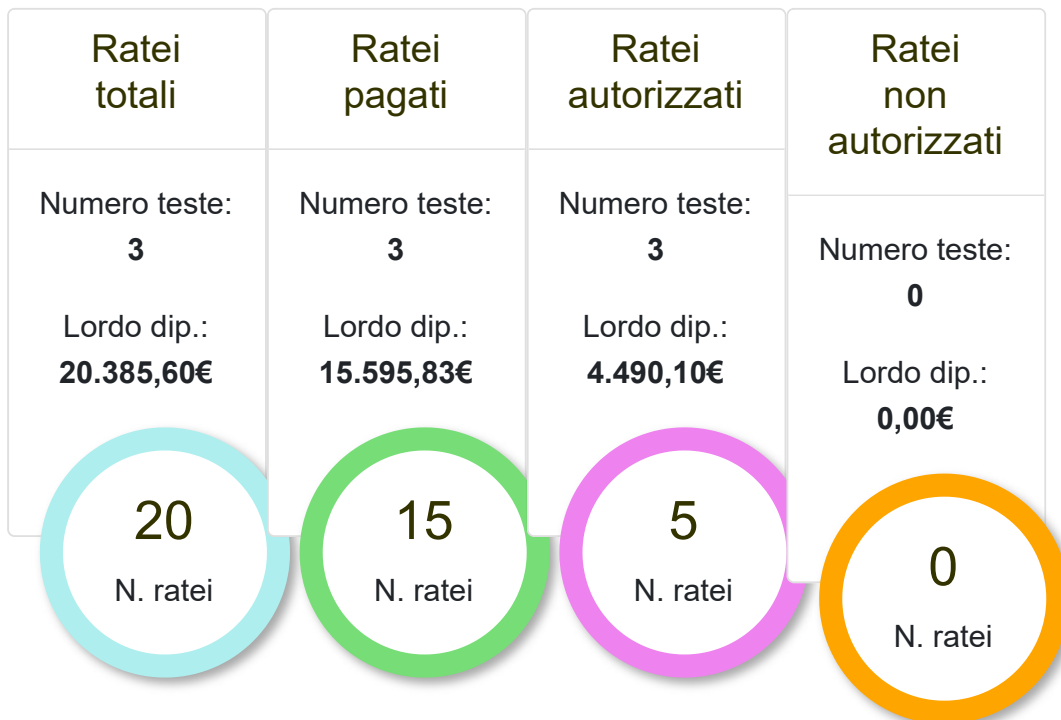 Ratei
totali
Numero teste:
3
Lordo dip.:
20.385,60€
20
N. ratei
Ratei
pagati
Numero teste:
3
Lordo dip.:
15.595,83€
15
N. ratei
Ratei
autorizzati
Numero teste:
3
Lordo dip.:
4.490,10€
5
N. ratei
Ratei
non
autorizzati
Numero teste:
0
Lordo dip.:
0,00€
0
N. ratei